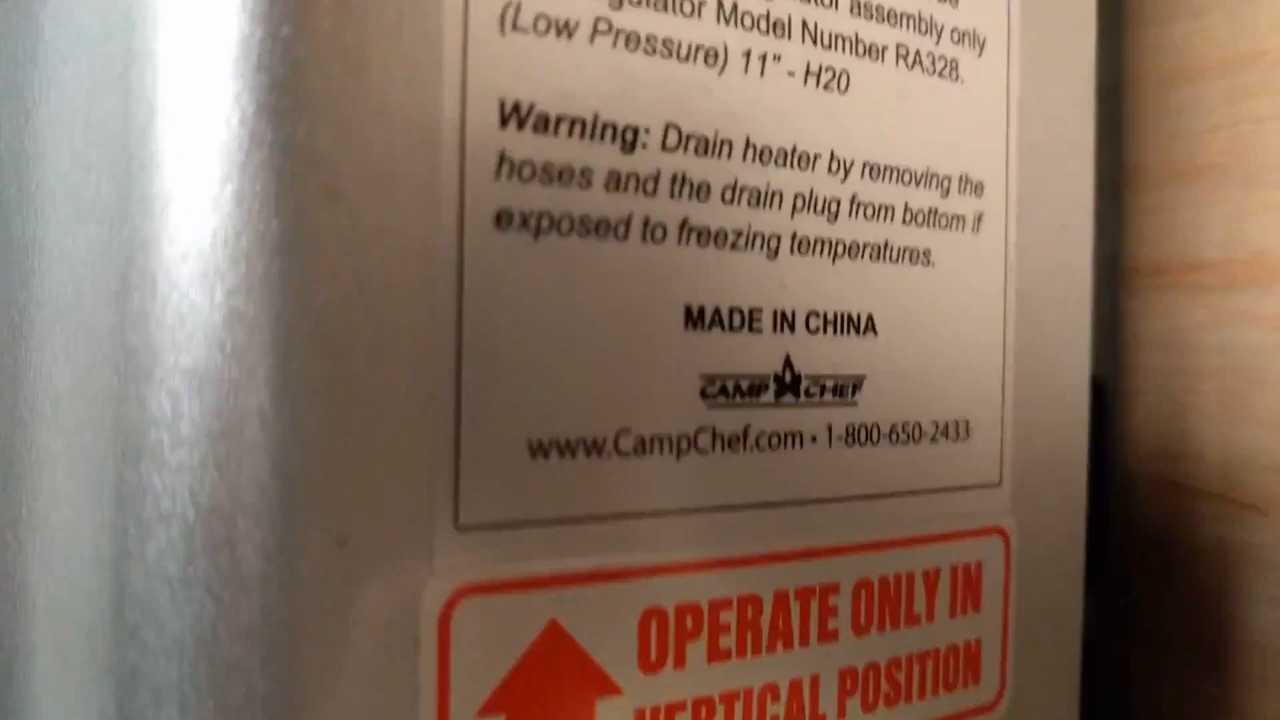 assembly only
Regulator Model Number RA328.
(Low Pressure) 11" - H20
Warning: Drain heater by removing the
hoses and the drain plug from bottom if
exposed to freezing temperatures.
MADE IN CHINA
CAMP CHEF
www.CampChef.com • 1-800-650-2433
OPERATE ONLY IN
VERTICAL POSITION